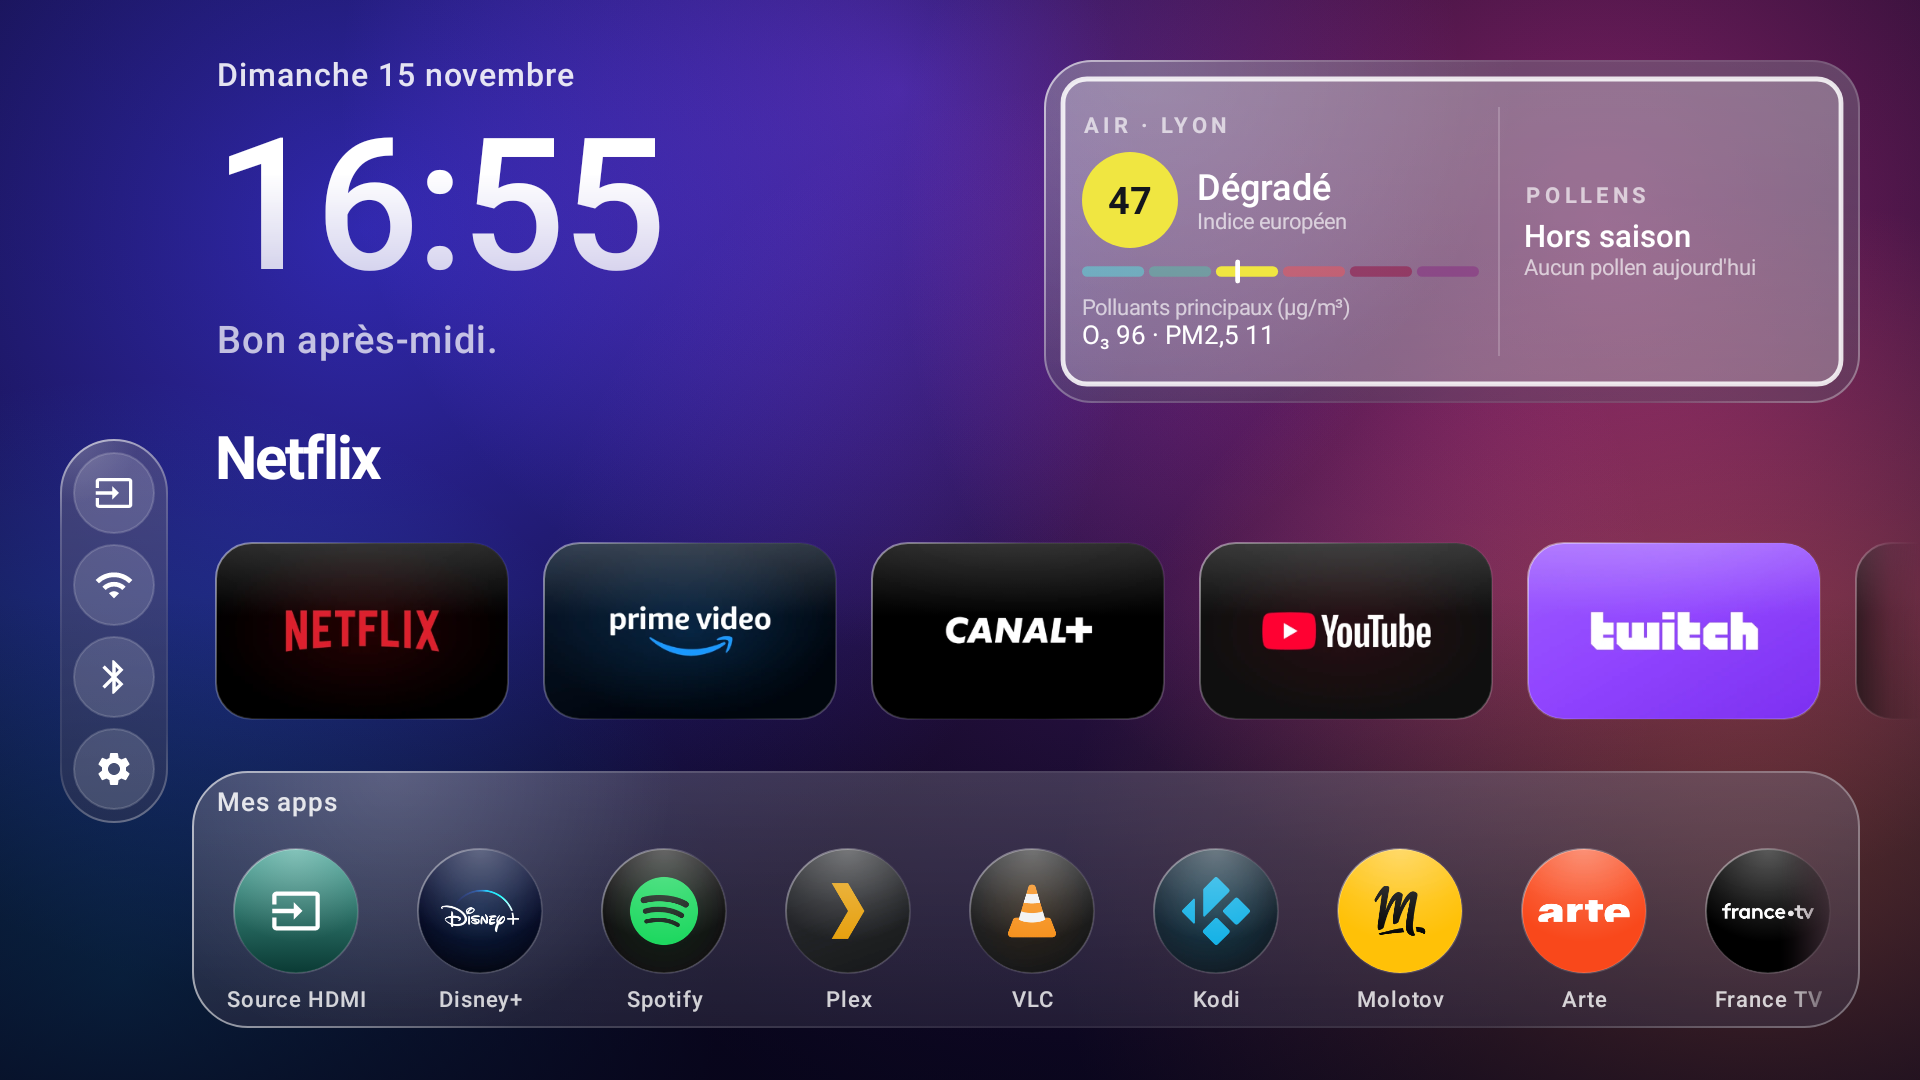 Dimanche 15 novembre
16:55
Bon après-midi.
AIR · LYON
47
Dégradé
Indice européen
Polluants principaux (µg/m³)
O₃ 96 · PM2,5 11
POLLENS
Hors saison
Aucun pollen aujourd'hui
Netflix
NETFLIX
prime video
CANAL+
YouTube
twitch
Mes apps
Disney+
M.
arte
france•tv
Source HDMI
Disney+
Spotify
Plex
VLC
Kodi
Molotov
Arte
France TV